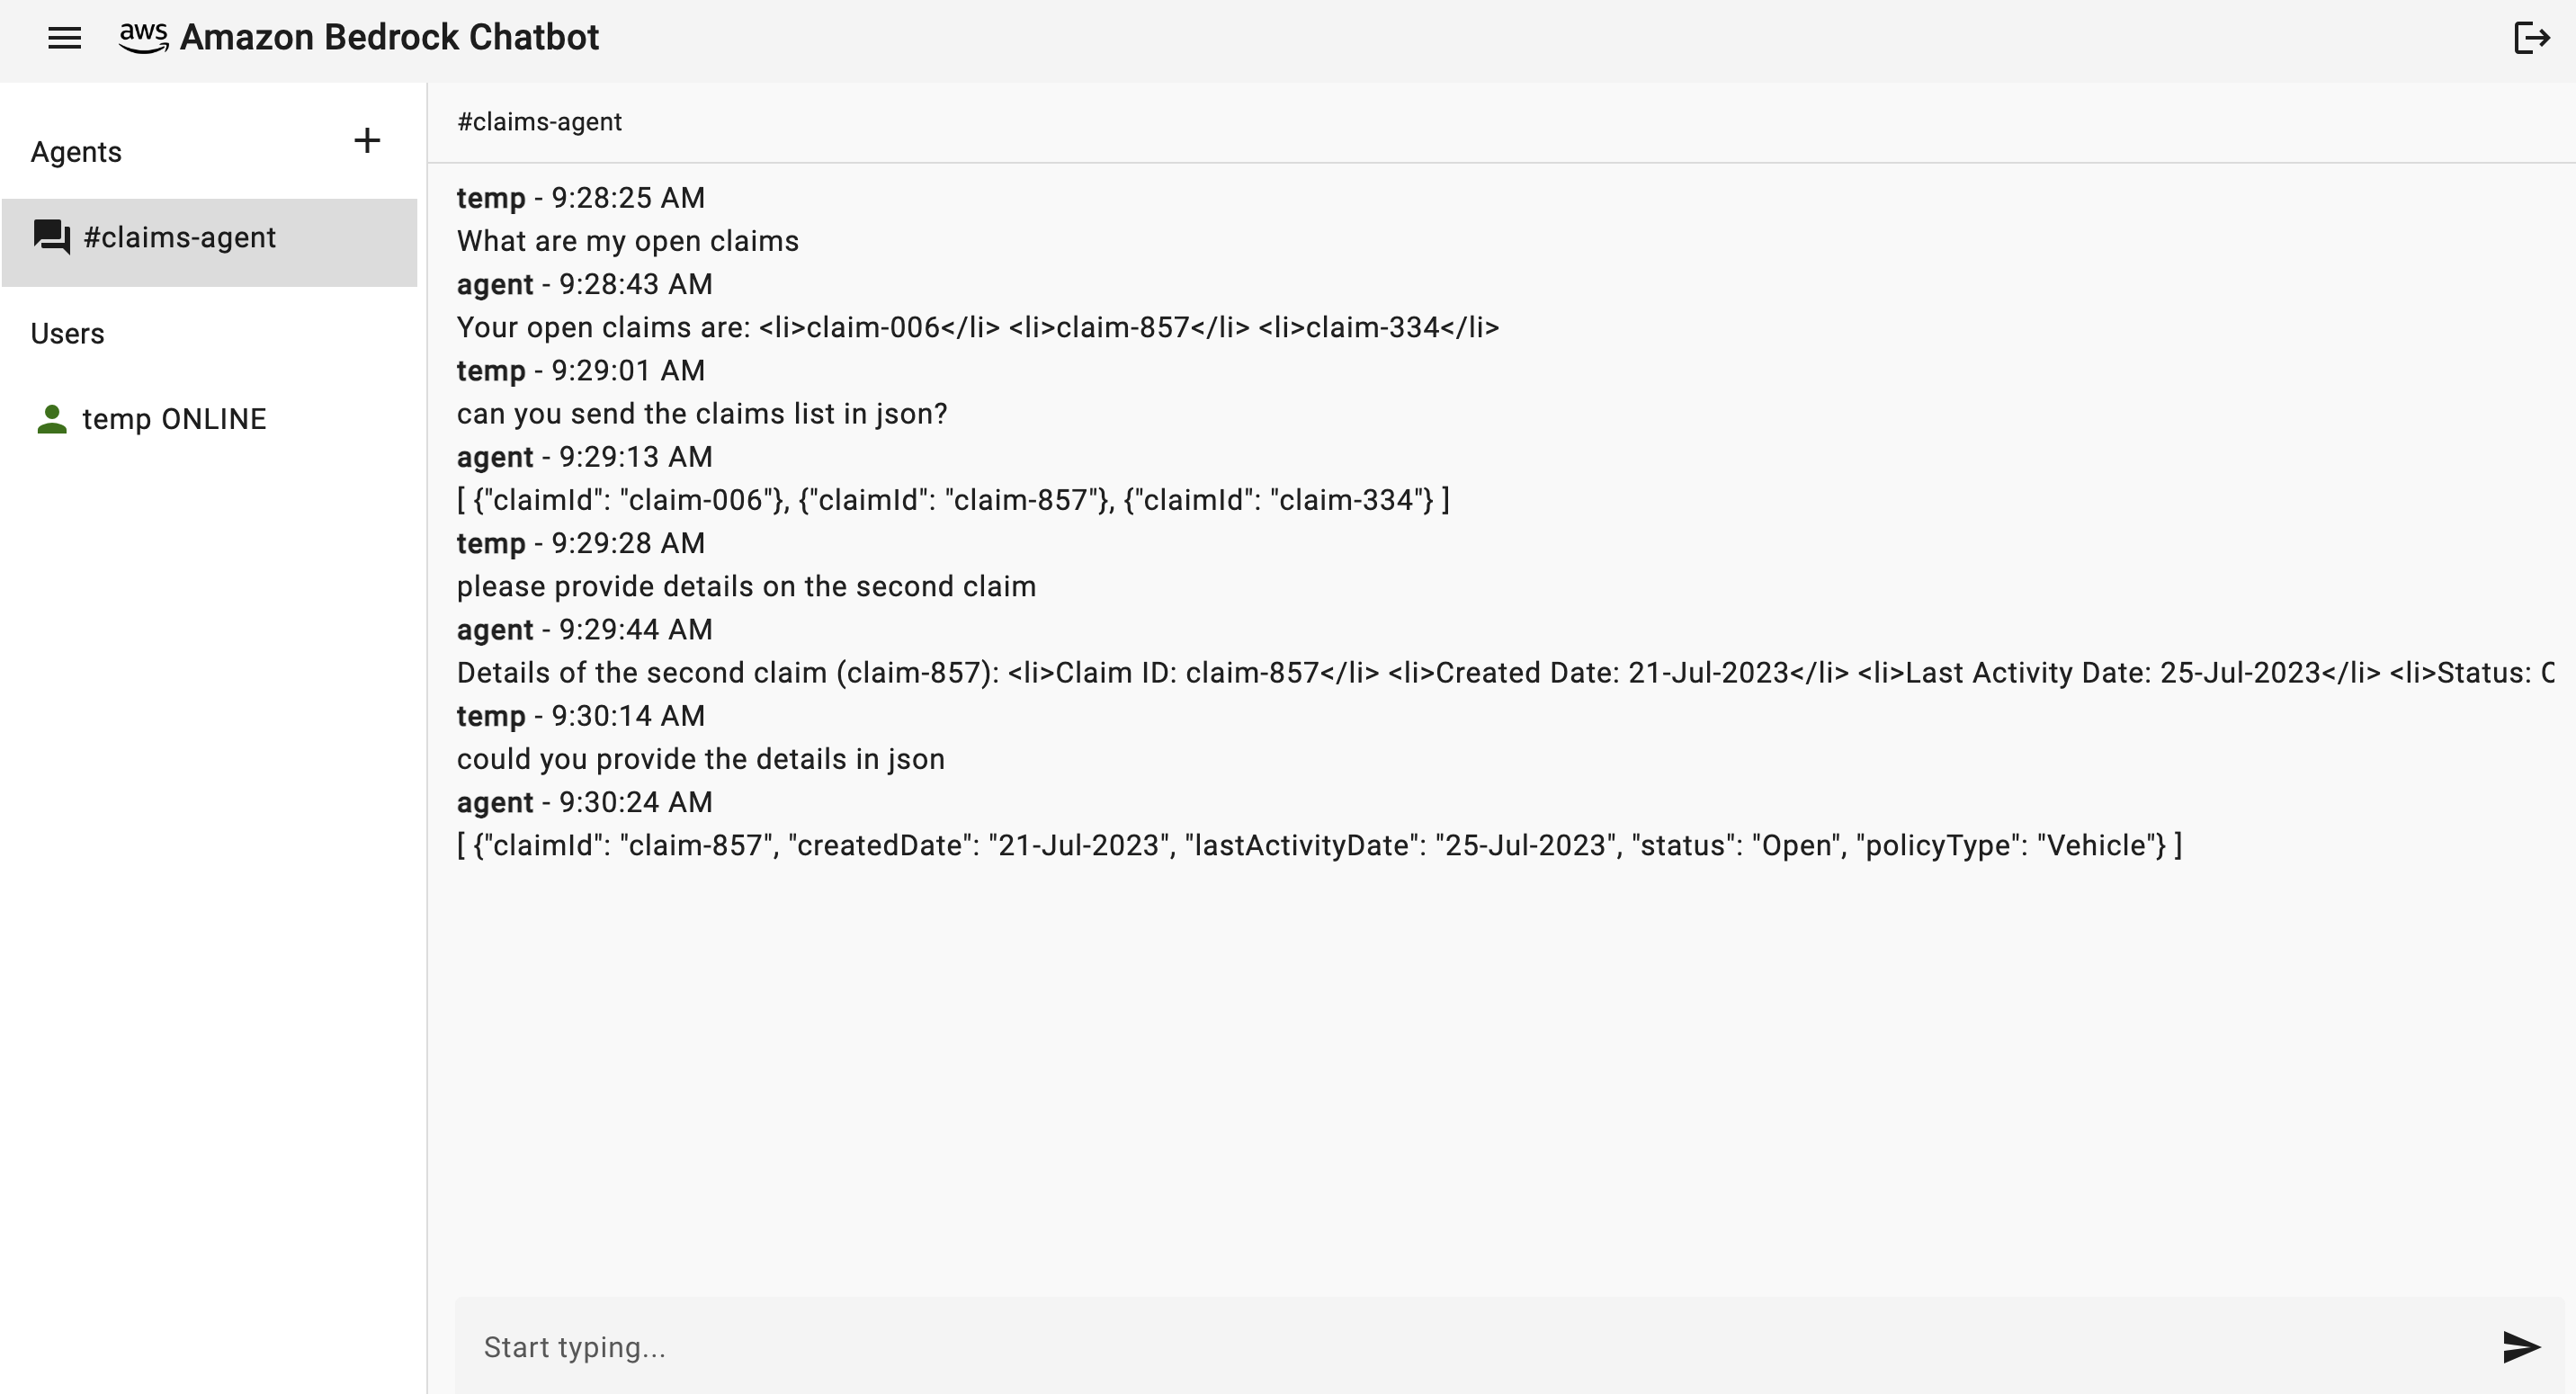 aws Amazon Bedrock Chatbot
Agents
#claims-agent
Users
temp ONLINE
#claims-agent
temp - 9:28:25 AM
What are my open claims
agent - 9:28:43 AM
Your open claims are: <li>claim-006</li> <li>claim-857</li> <li>claim-334</li>
temp - 9:29:01 AM
can you send the claims list in json?
agent - 9:29:13 AM
[ {"claimId": "claim-006"}, {"claimId": "claim-857"}, {"claimId": "claim-334"} ]
temp - 9:29:28 AM
please provide details on the second claim
agent - 9:29:44 AM
Details of the second claim (claim-857): <li>Claim ID: claim-857</li> <li>Created Date: 21-Jul-2023</li> <li>Last Activity Date: 25-Jul-2023</li> <li>Status:
temp - 9:30:14 AM
could you provide the details in json
agent - 9:30:24 AM
[ {"claimId": "claim-857", "createdDate": "21-Jul-2023", "lastActivityDate": "25-Jul-2023", "status": "Open", "policyType": "Vehicle"} ]
Start typing...